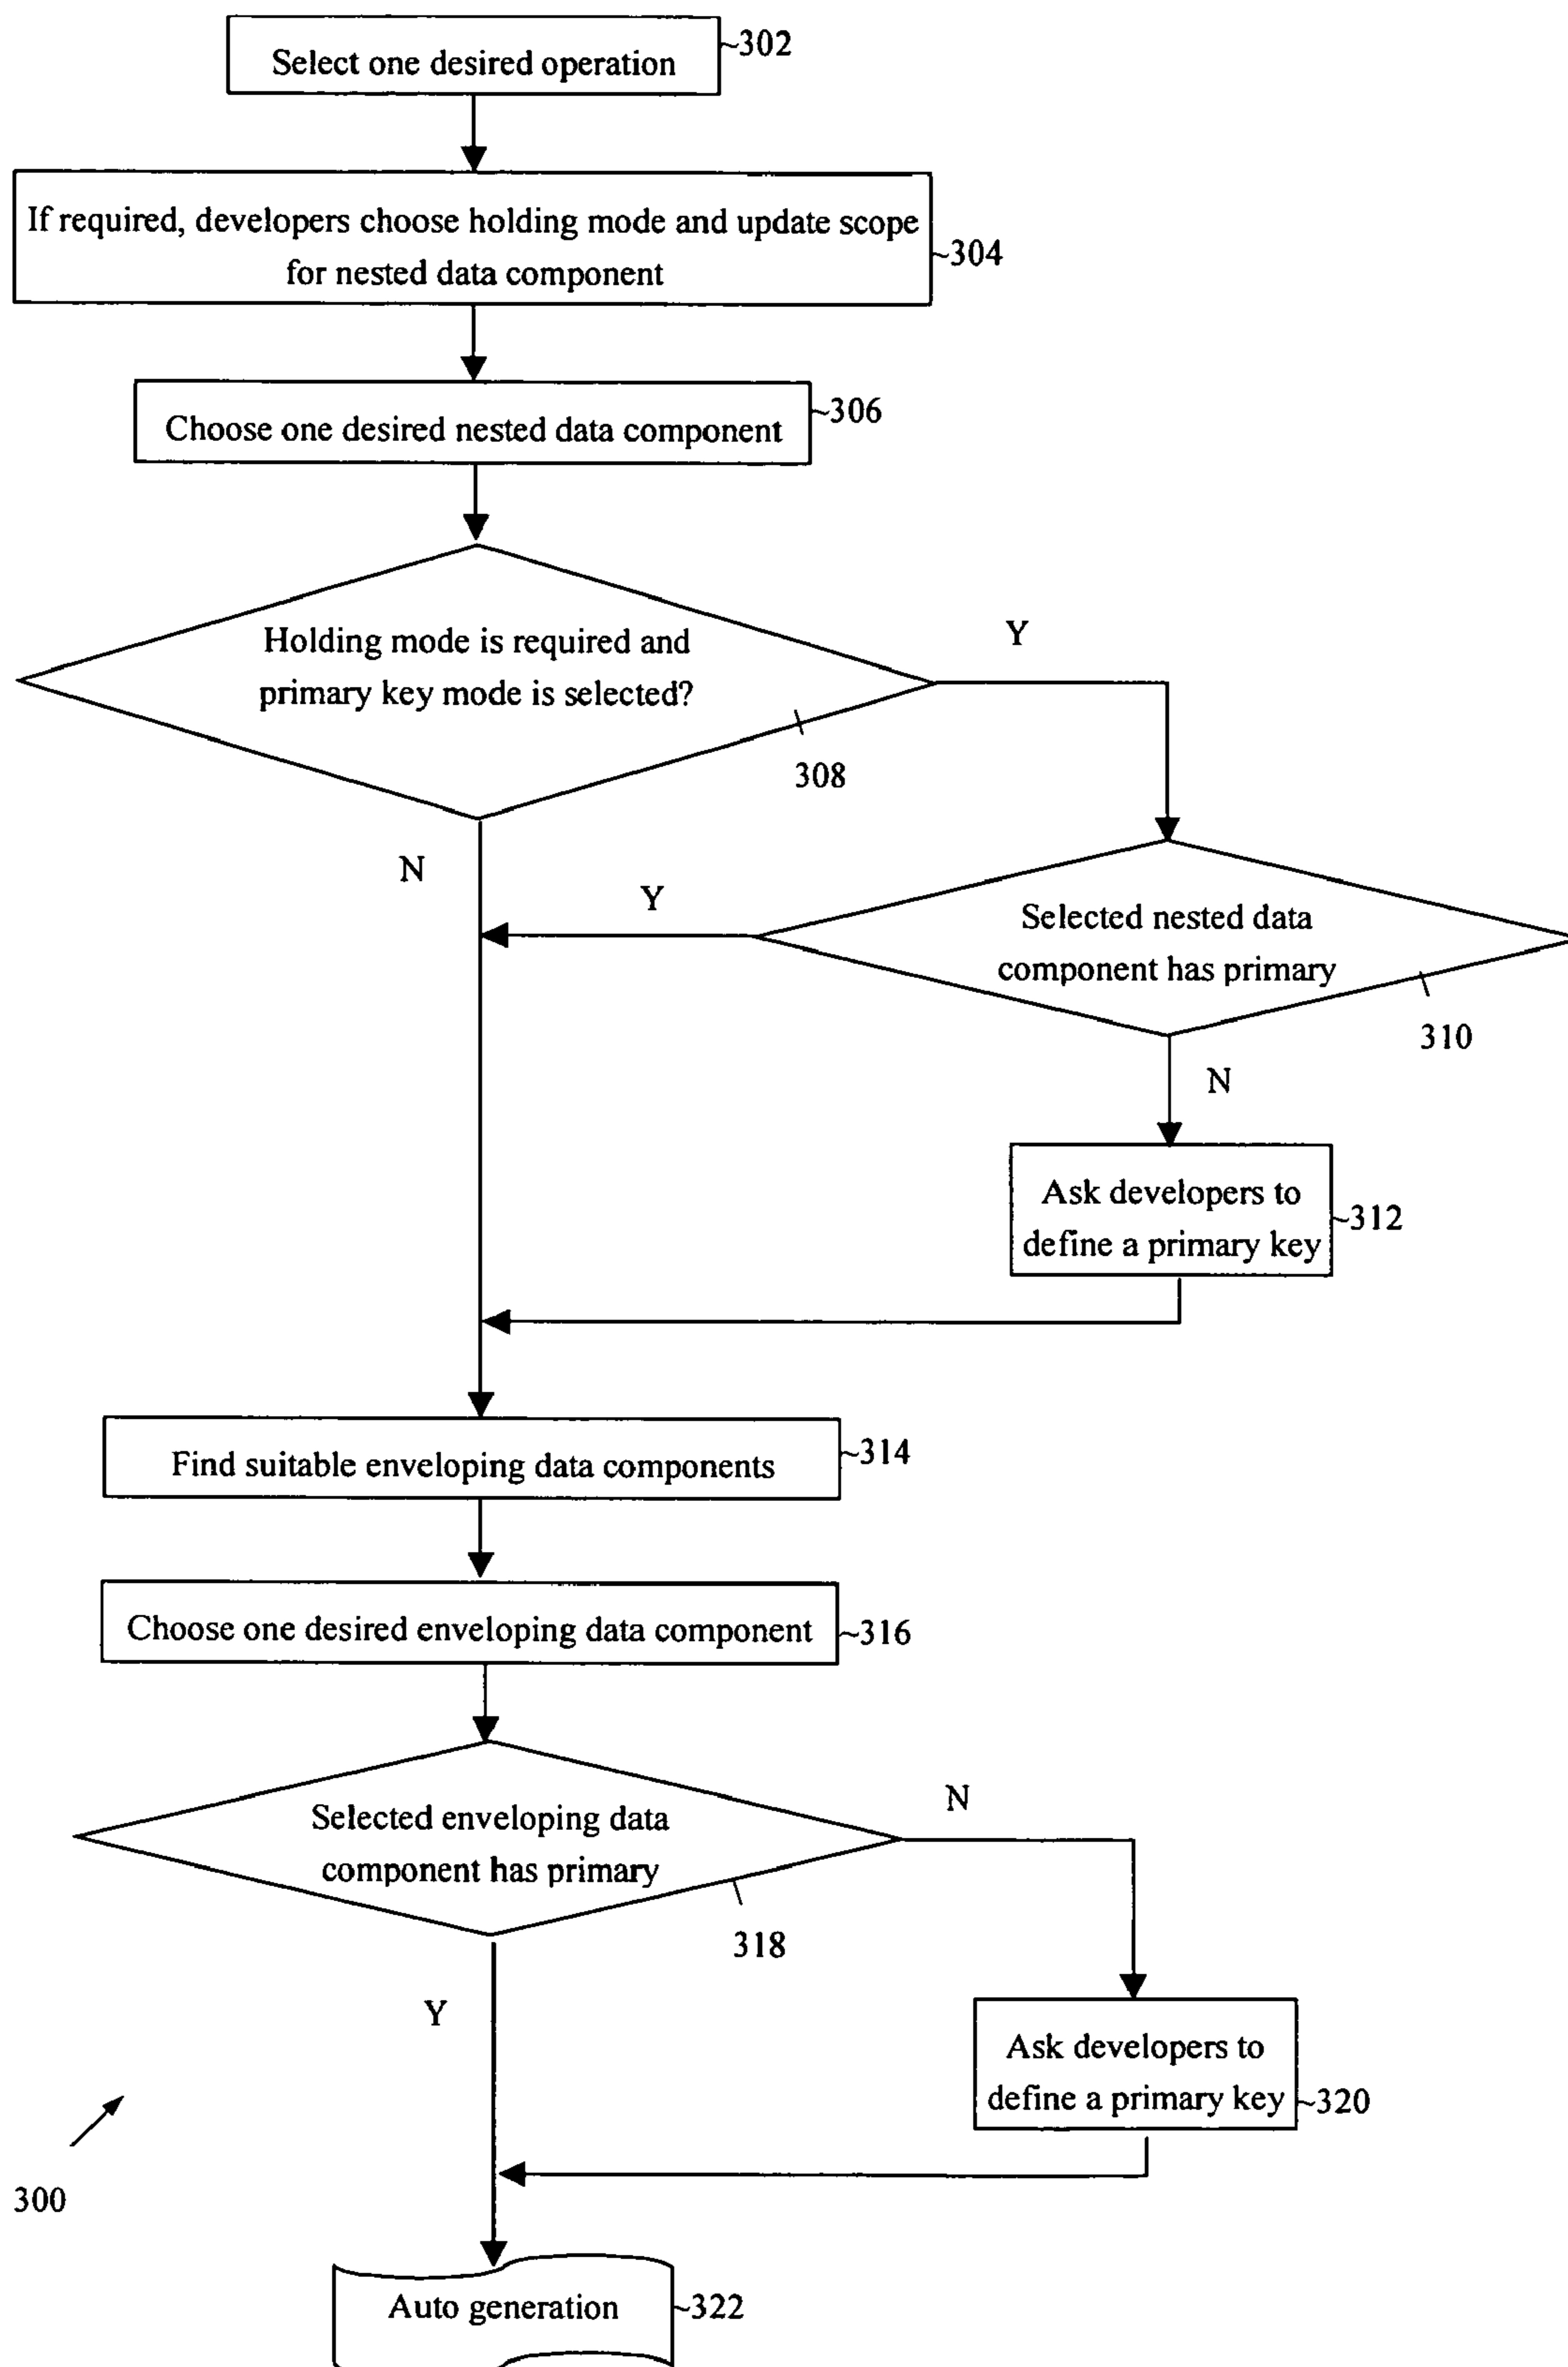 Select one desired operation
302
If required, developers choose holding mode and update scope
for nested data component
304
Choose one desired nested data component
306
Holding mode is required and
primary key mode is selected?
308
Y
N
Y
Selected nested data
component has primary
310
N
Ask developers to
define a primary key
312
Find suitable enveloping data components
314
Choose one desired enveloping data component
316
Selected enveloping data
component has primary
318
N
Y
Ask developers to
define a primary key
320
300
Auto generation
322